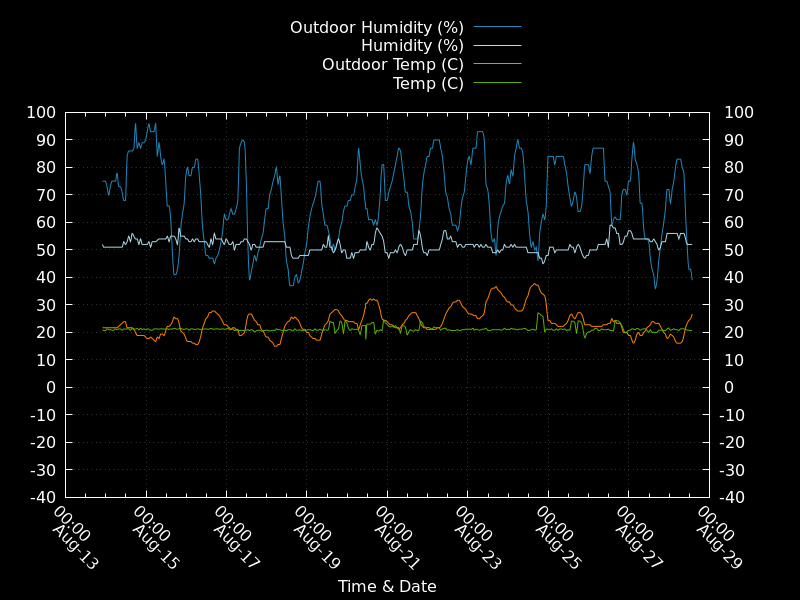 Outdoor Humidity (%)
Humidity (%)
Outdoor Temp (C)
Temp (C)
100 100
90 90
80 80
70 70
60 60
50 50
40 40
30 30
20 20
10 10
0 0
-10 -10
-20 -20
-30 -30
-40 -40
00:00 00:00 00:00 00:00 00:00 00:00 00:00 00:00 00:00
Aug-13 Aug-15 Aug-17 Aug-19 Aug-21 Aug-23 Aug-25 Aug-27 Aug-29
Time & Date